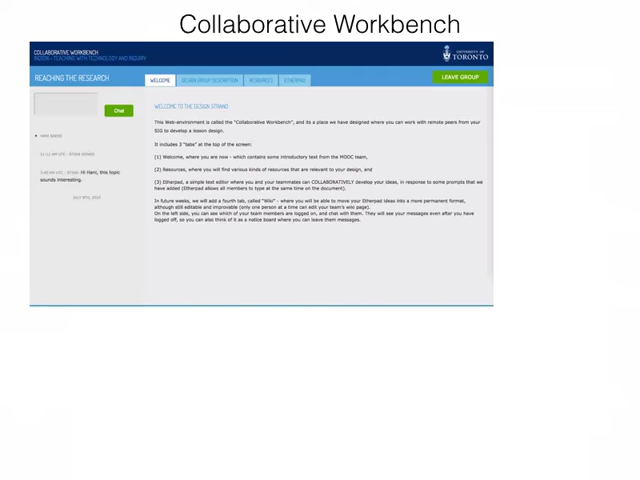 Collaborative Workbench
COLLABORATIVE WORKBENCH
INQ101X - TEACHING WITH TECHNOLOGY AND INQUIRY
UNIVERSITY OF
TORONTO
REACHING THE RESEARCH
WELCOME
DESIGN GROUP DESCRIPTION
RESOURCES
ETHERPAD
LEAVE GROUP
Chat
WELCOME TO THE DESIGN STRAND
This Web-environment is called the "Collaborative Workbench", and its a place we have designed where you can work with remote peers from your
SIG to develop a lesson design.
It includes 3 "tabs" at the top of the screen:
(1) Welcome, where you are now - which contains some introductory text from the MOOC team,
(2) Resources, where you will find various kinds of resources that are relevant to your design, and
(3) Etherpad, a simple text editor where you and your teammates can COLLABORATIVELY develop your ideas, in response to some prompts that we
have added (Etherpad allows all members to type at the same time on the document).
In future weeks, we will add a fourth tab, called "Wiki" - where you will be able to move your Etherpad ideas into a more permanent format,
although still editable and improvable (only one person at a time can edit your team's wiki page).
On the left side, you can see which of your team members are logged on, and chat with them. They will see your messages even after you have
logged off, so you can also think of it as a notice board where you can leave them messages.
Hi Hani, this topic
sounds interesting.